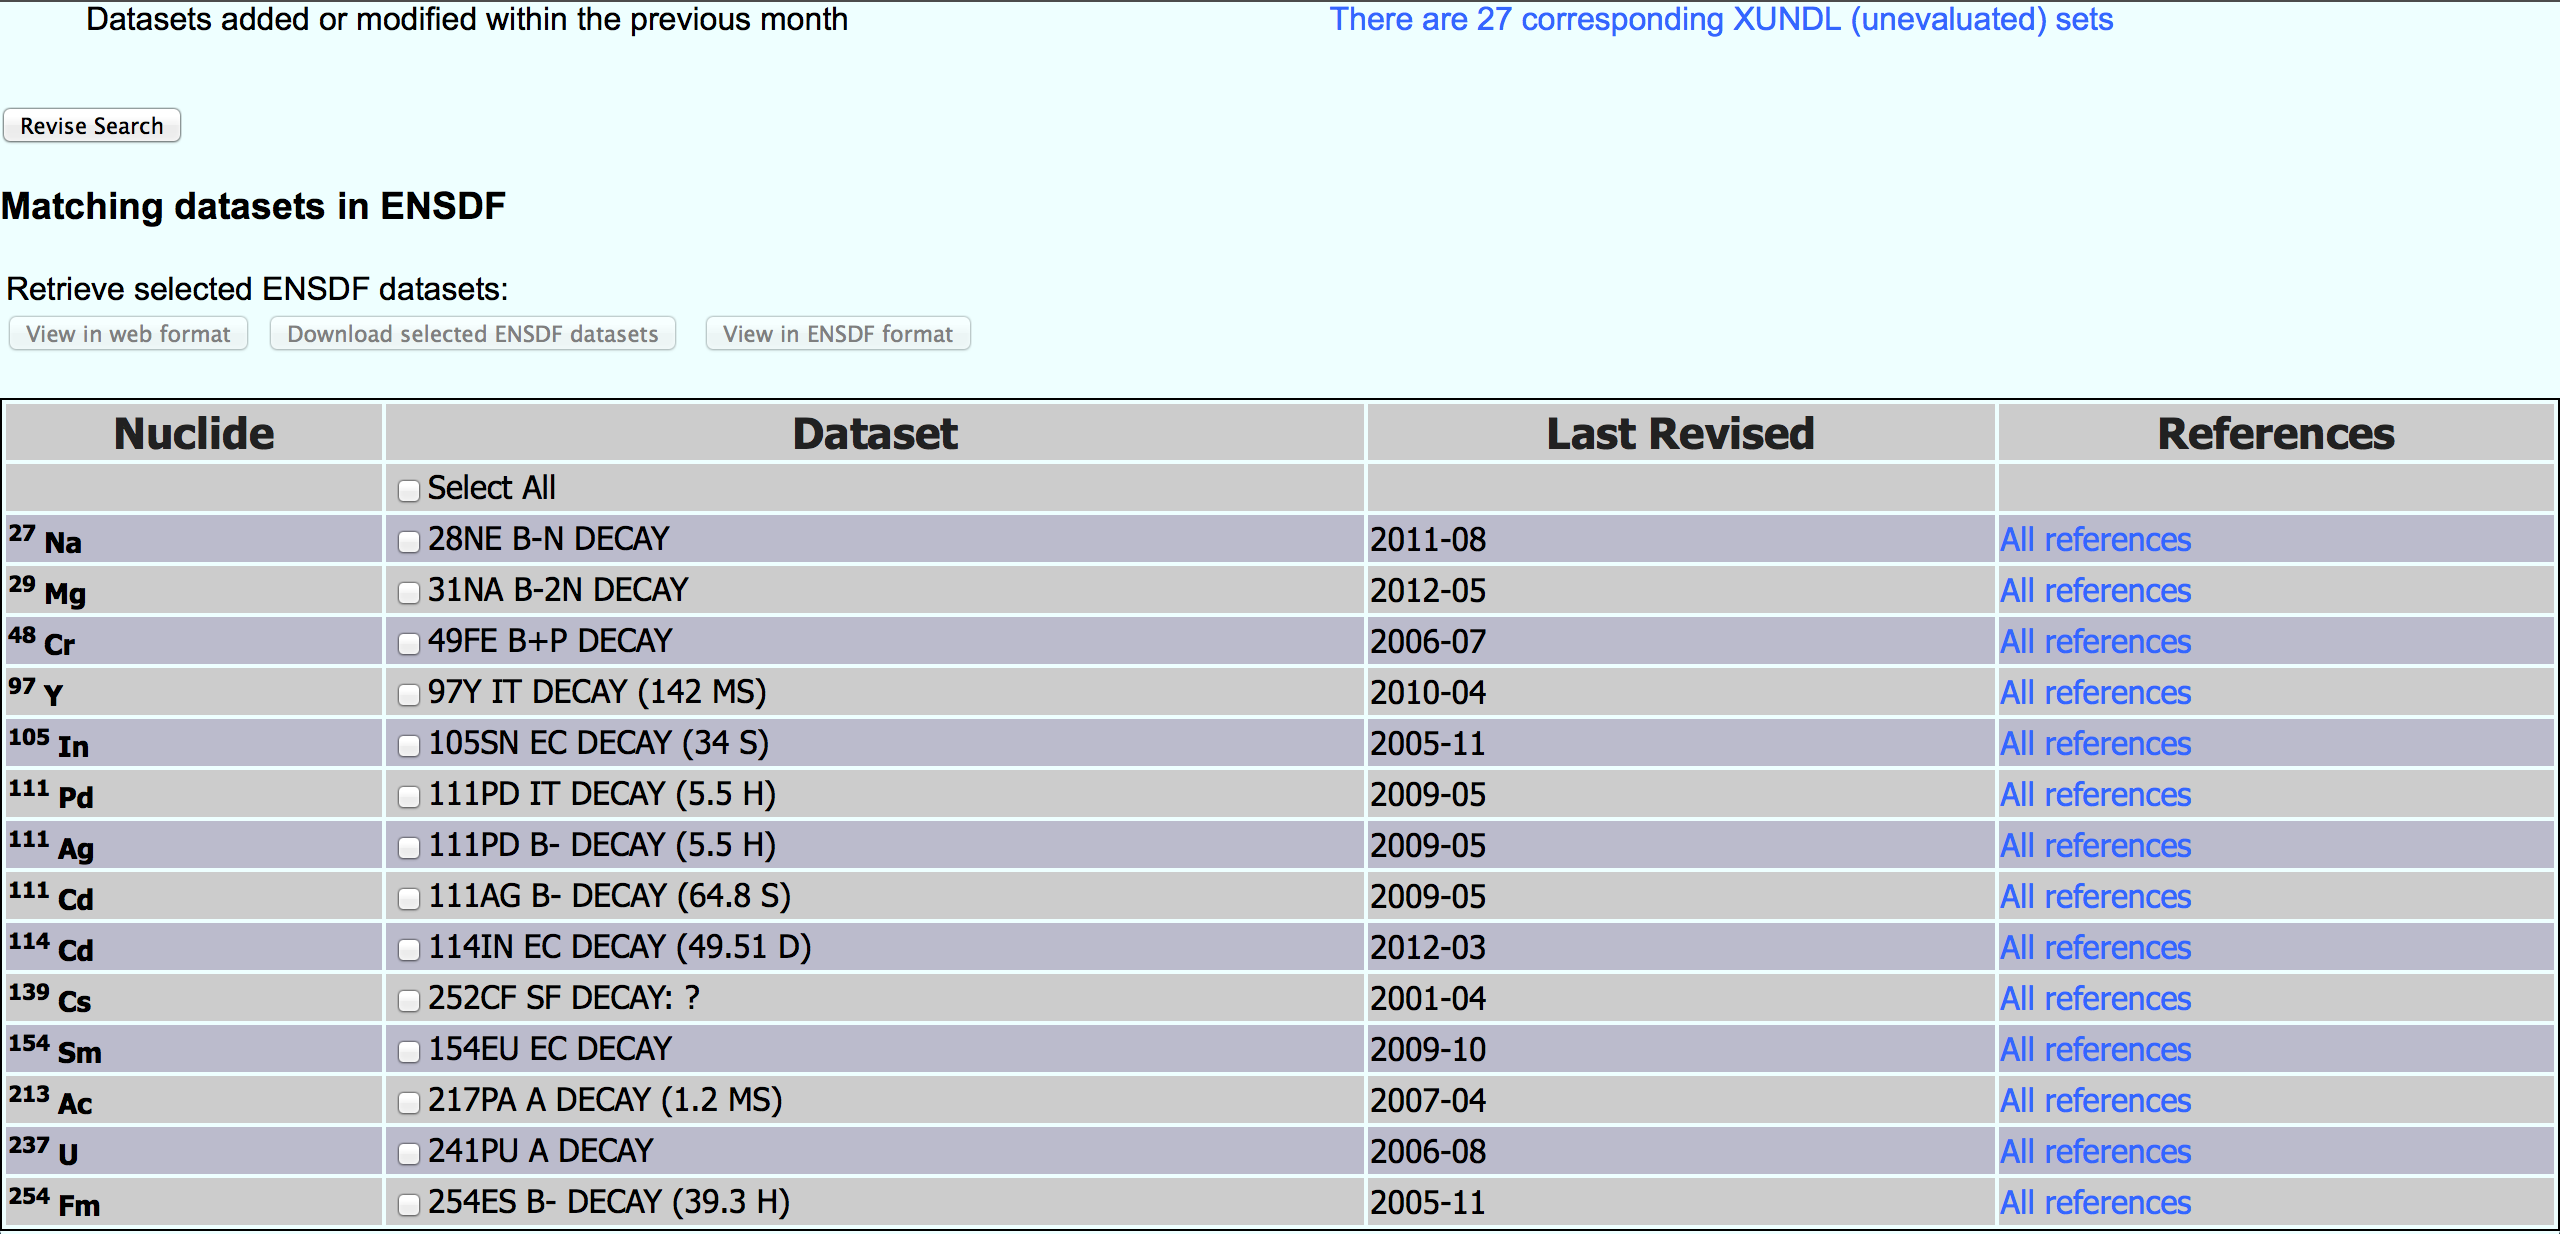 Datasets added or modified within the previous month There are 27 corresponding XUNDL (unevaluated) sets
Revise Search
Matching datasets in ENSDF
Retrieve selected ENSDF datasets:
View in web format Download selected ENSDF datasets View in ENSDF format
Nuclide Dataset Last Revised References
Select All
27 Na 28NE B-N DECAY 2011-08 All references
29 Mg 31NA B-2N DECAY 2012-05 All references
48 Cr 49FE B+P DECAY 2006-07 All references
97 Y 97Y IT DECAY (142 MS) 2010-04 All references
105 In 105SN EC DECAY (34 S) 2005-11 All references
111 Pd 111PD IT DECAY (5.5 H) 2009-05 All references
111 Ag 111PD B- DECAY (5.5 H) 2009-05 All references
111 Cd 111AG B- DECAY (64.8 S) 2009-05 All references
114 Cd 114IN EC DECAY (49.51 D) 2012-03 All references
139 Cs 252CF SF DECAY: ? 2001-04 All references
154 Sm 154EU EC DECAY 2009-10 All references
213 Ac 217PA A DECAY (1.2 MS) 2007-04 All references
237 U 241PU A DECAY 2006-08 All references
254 Fm 254ES B- DECAY (39.3 H) 2005-11 All references